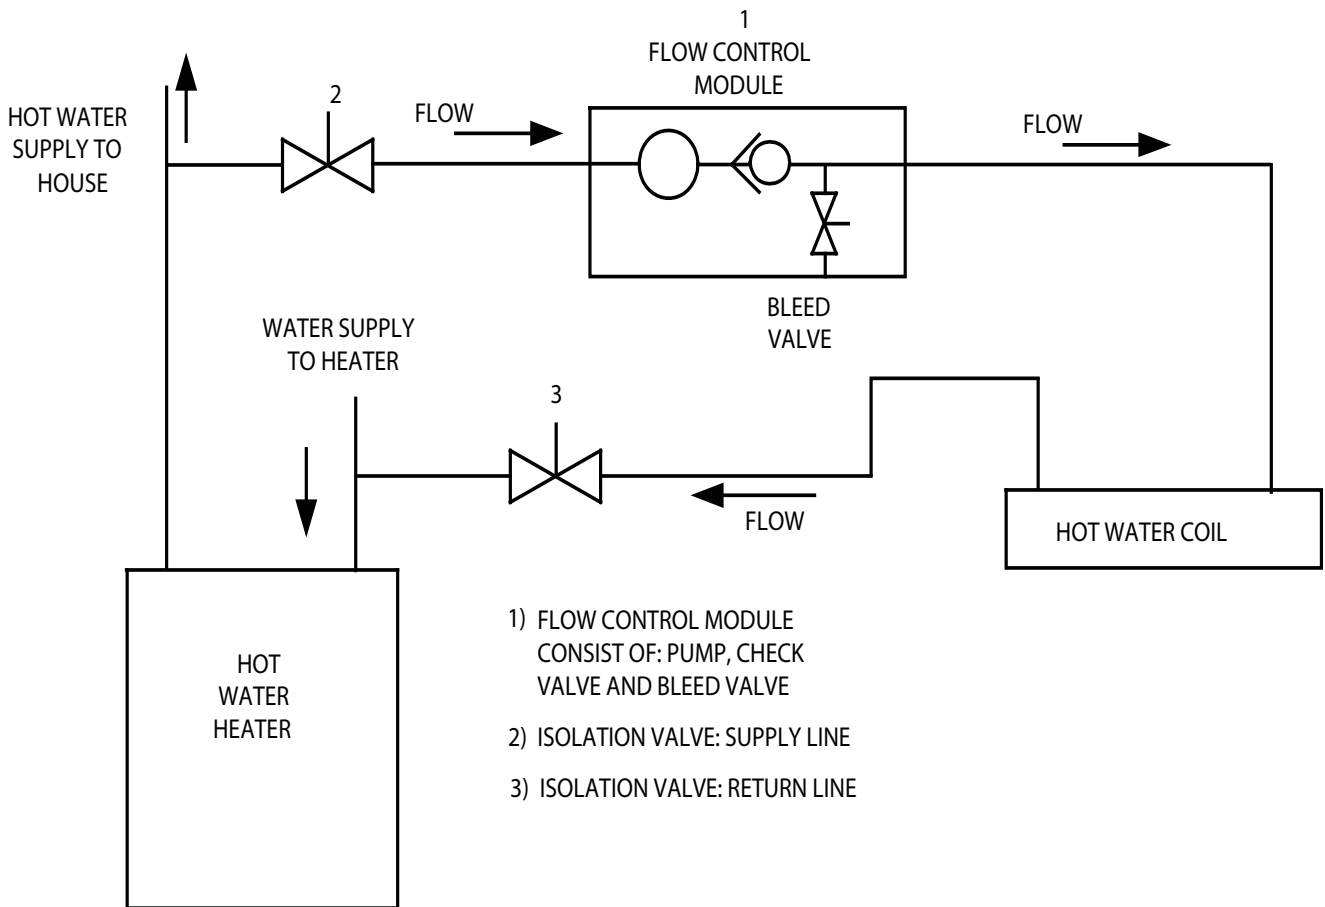 1
FLOW CONTROL
MODULE
HOT WATER
SUPPLY TO
HOUSE
2
FLOW
FLOW
BLEED
VALVE
WATER SUPPLY
TO HEATER
3
FLOW
HOT WATER COIL
HOT
WATER
HEATER
1) FLOW CONTROL MODULE
CONSIST OF: PUMP, CHECK
VALVE AND BLEED VALVE
2) ISOLATION VALVE: SUPPLY LINE
3) ISOLATION VALVE: RETURN LINE